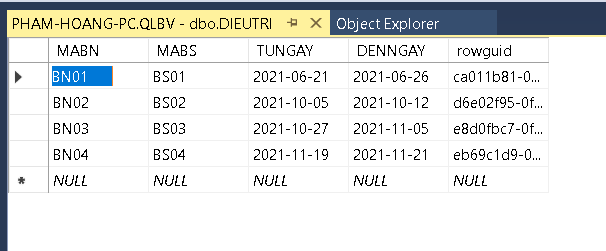 PHAM-HOANG-PC.QLBV - dbo.DIEUTRI Object Explorer
MABN MABS TUNGAY DENNGAY rowguid
BN01 BS01 2021-06-21 2021-06-26 ca011b81-0...
BN02 BS02 2021-10-05 2021-10-12 d6e02f95-0f...
BN03 BS03 2021-10-27 2021-11-05 e8d0fbc7-0f...
BN04 BS04 2021-11-19 2021-11-21 eb69c1d9-0...
NULL NULL NULL NULL NULL